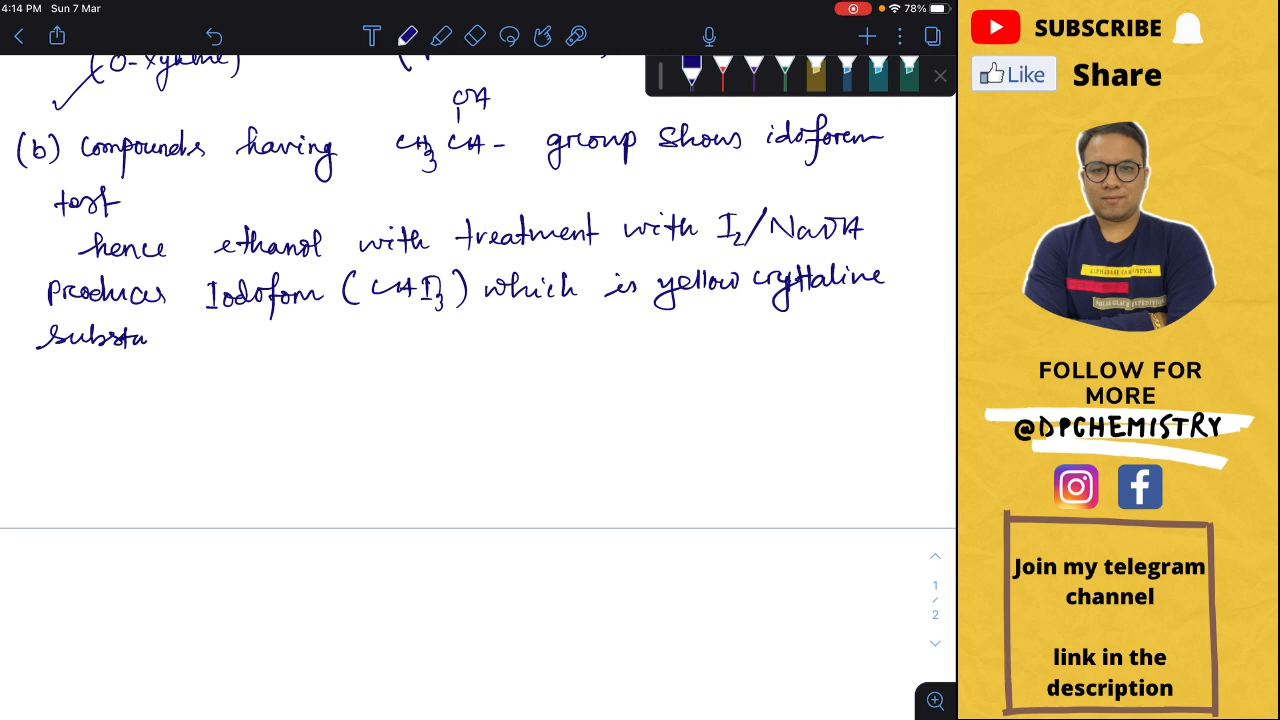 4:14 PM Sun 7 Mar
78%
(O-Xylene)
OH
(b) Compounds having CH3 CH - group shows idoforem
test
hence ethanol with treatment with I2/NaOH
produces Iodofom (CHI3) which is yellow crystaline
substa
1
/
2
SUBSCRIBE
Like Share
FOLLOW FOR
MORE
@DPCHEMISTRY
Join my telegram
channel
link in the
description